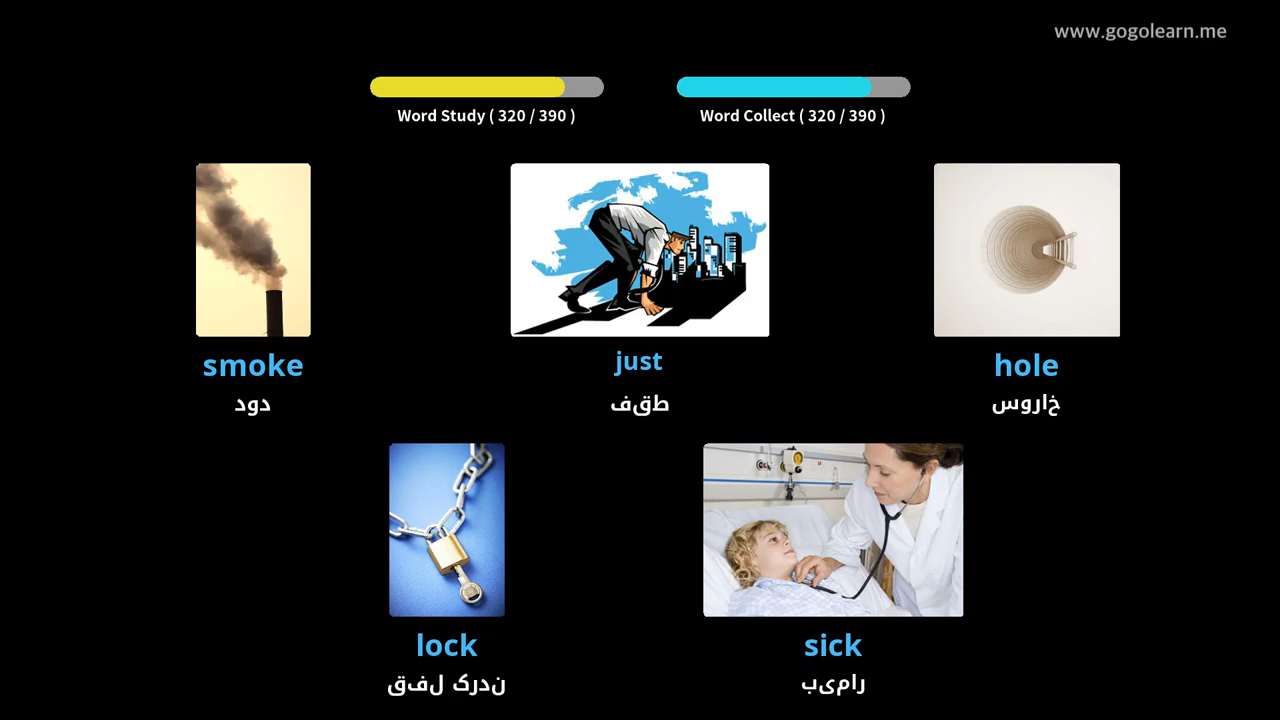 www.gogolearn.me
Word Study ( 320 / 390 )
Word Collect ( 320 / 390 )
smoke
دود
just
طقف
hole
خاروس
lock
ندرک لفق
sick
رامیب